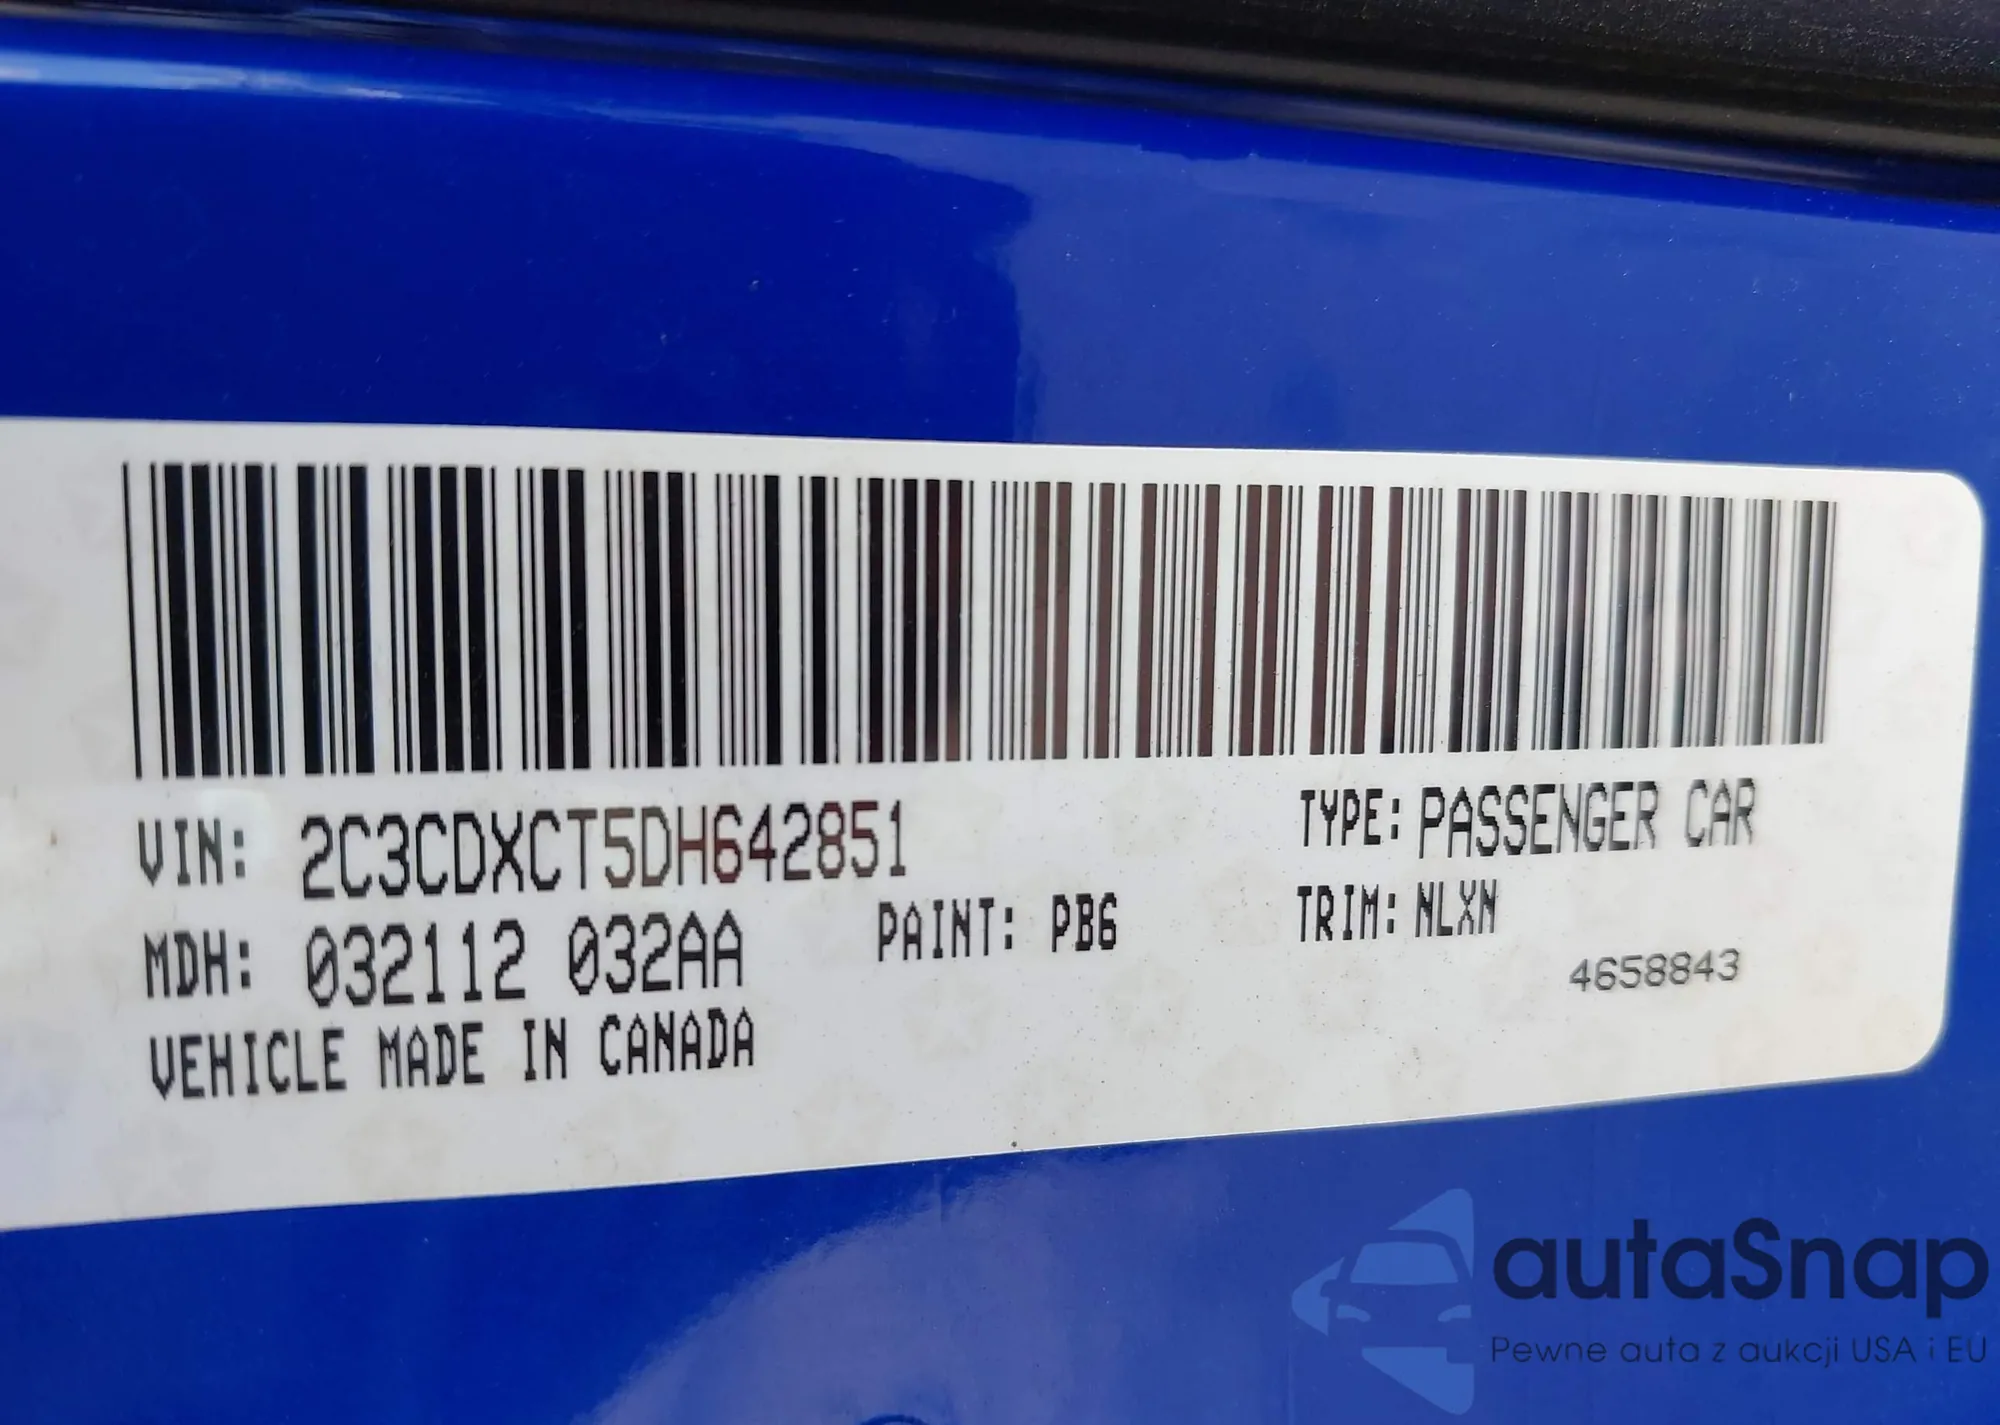 VIN: 2C3CDXCT5DH642851
TYPE: PASSENGER CAR
MDH: 032112 032AA
PAINT: PB6
TRIM: NLXN
4658843
VEHICLE MADE IN CANADA
autaSnap
Pewne auta z aukcji USA i EU